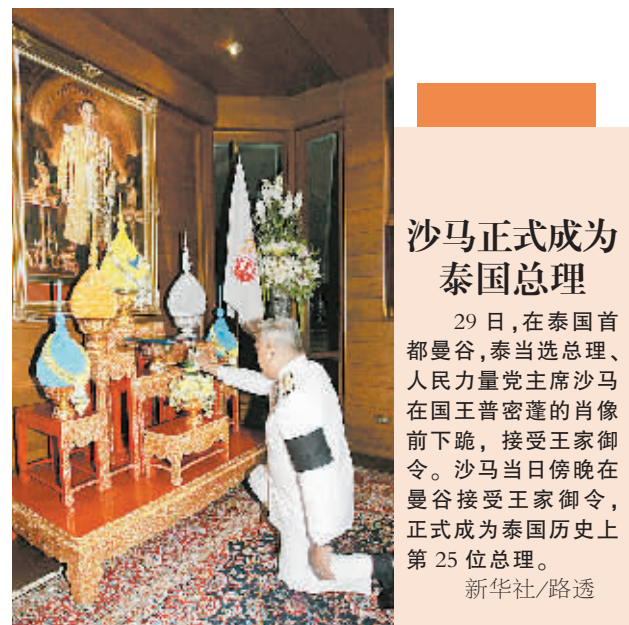 沙马正式成为
泰国总理
29 日,在泰国首
都曼谷,泰当选总理、
人民力量党主席沙马
在国王普密蓬的肖像
前下跪，接受王家御
令。沙马当日傍晚在
曼谷接受王家御令,
正式成为泰国历史上
第 25 位总理。
新华社/路透